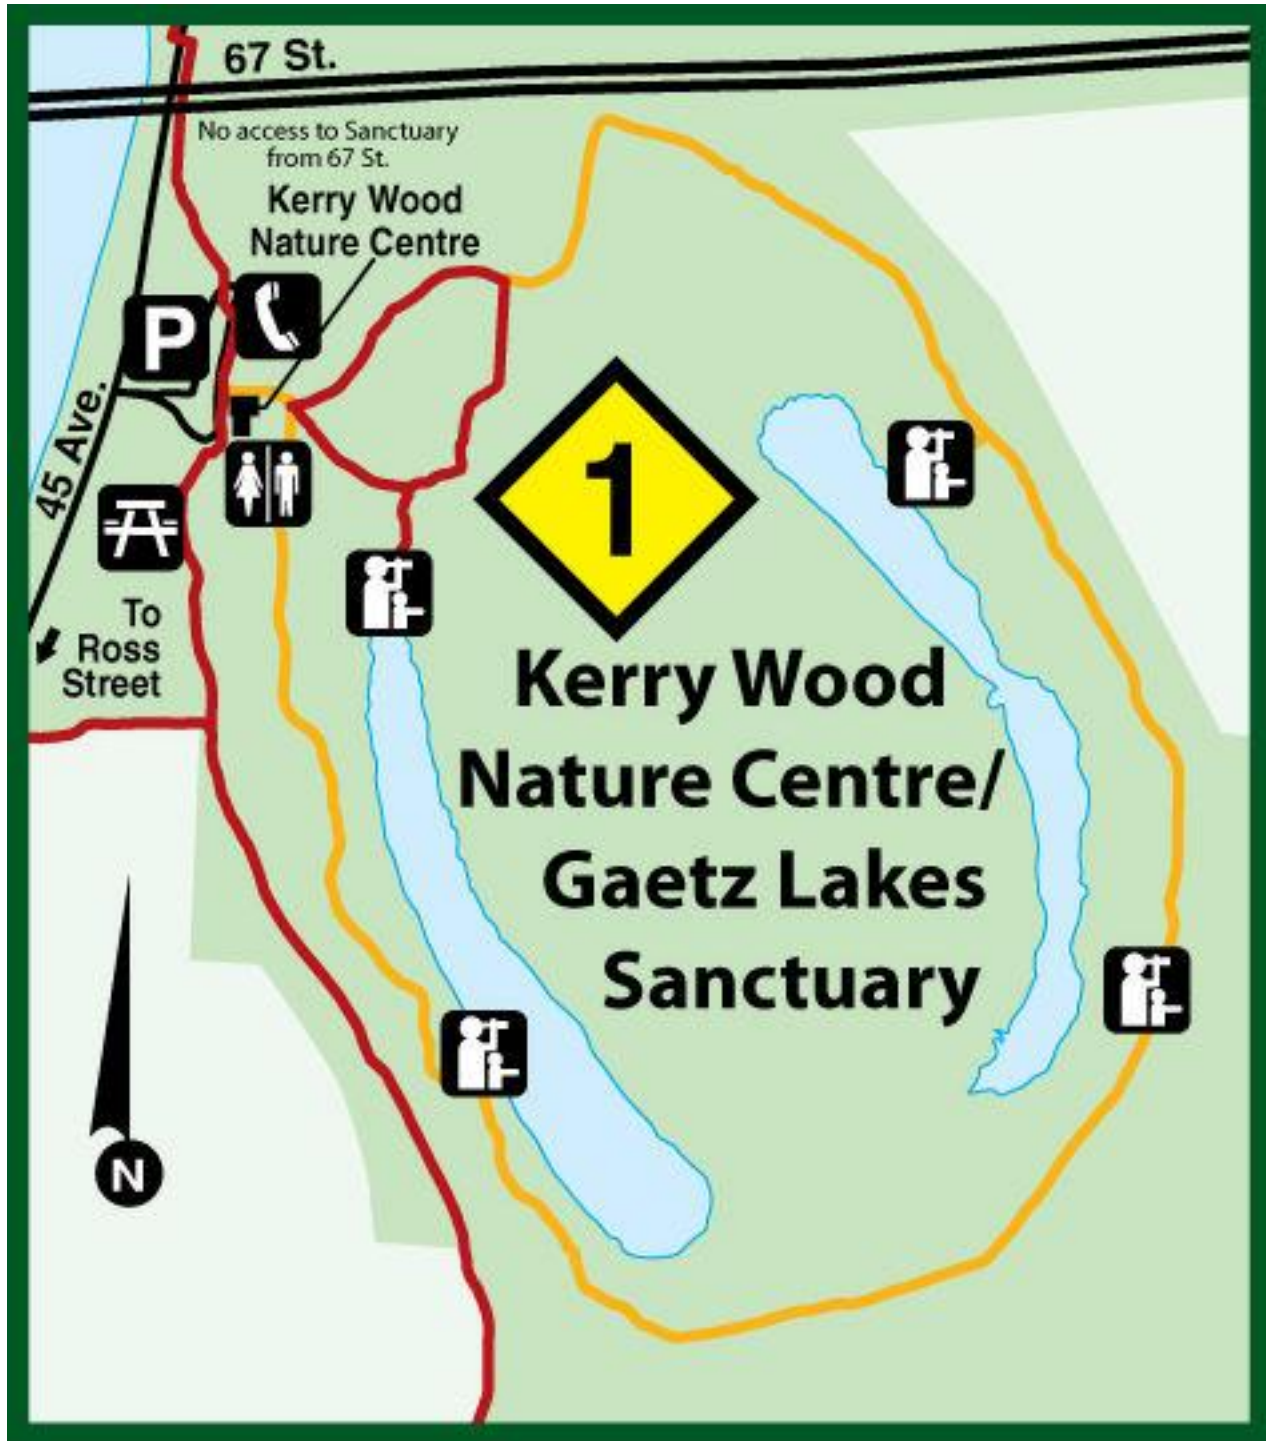 67 St.
No access to Sanctuary
from 67 St.
Kerry Wood
Nature Centre
P
45 Ave.
1
To
Ross
Street
Kerry Wood
Nature Centre/
Gaetz Lakes
Sanctuary
N